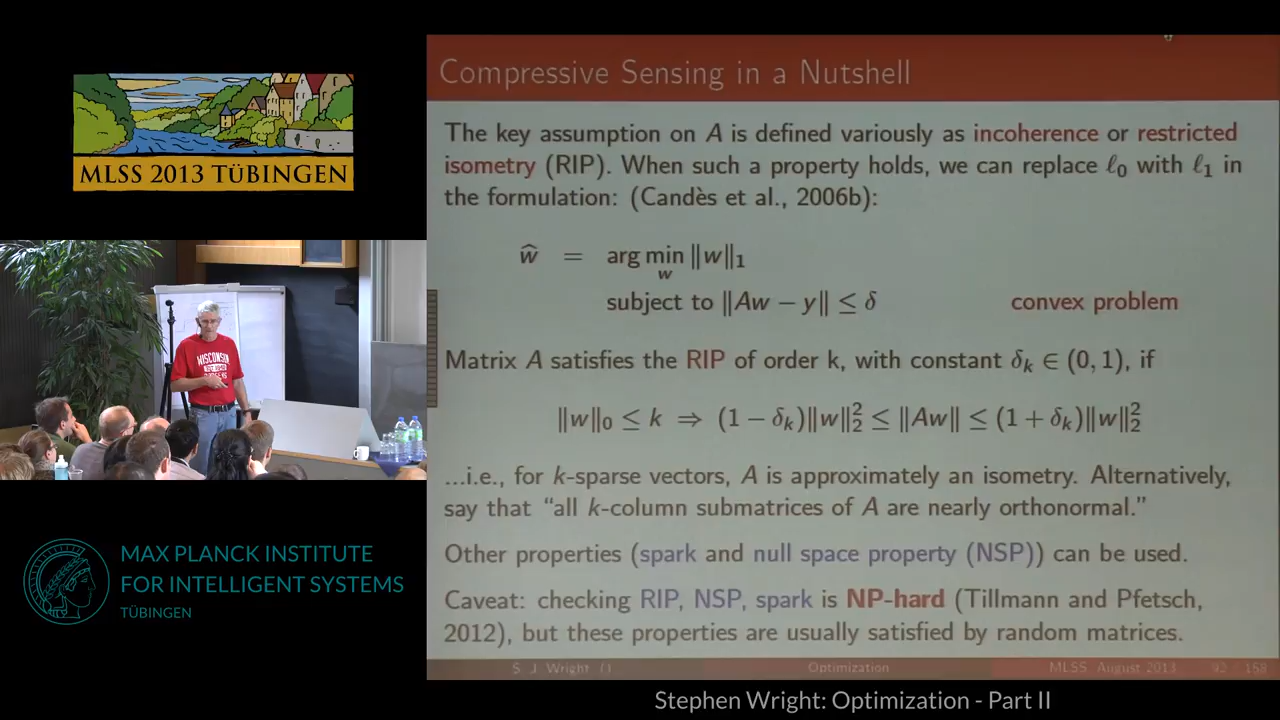 MLSS 2013 TÜBINGEN
MISCONSIN
MAX PLANCK INSTITUTE
FOR INTELLIGENT SYSTEMS
TÜBINGEN
Compressive Sensing in a Nutshell
The key assumption on A is defined variously as incoherence or restricted
isometry (RIP). When such a property holds, we can replace ℓ₀ with ℓ₁ in
the formulation: (Candès et al., 2006b):
ŵ = arg min_w ‖w‖₁
subject to ‖Aw − y‖ ≤ δ convex problem
Matrix A satisfies the RIP of order k, with constant δₖ ∈ (0, 1), if
‖w‖₀ ≤ k ⇒ (1 − δₖ)‖w‖₂² ≤ ‖Aw‖ ≤ (1 + δₖ)‖w‖₂²
...i.e., for k-sparse vectors, A is approximately an isometry. Alternatively,
say that “all k-column submatrices of A are nearly orthonormal.”
Other properties (spark and null space property (NSP)) can be used.
Caveat: checking RIP, NSP, spark is NP-hard (Tillmann and Pfetsch,
2012), but these properties are usually satisfied by random matrices.
S. J. Wright () Optimization MLSS, August 2013 92 / 158
Stephen Wright: Optimization - Part II